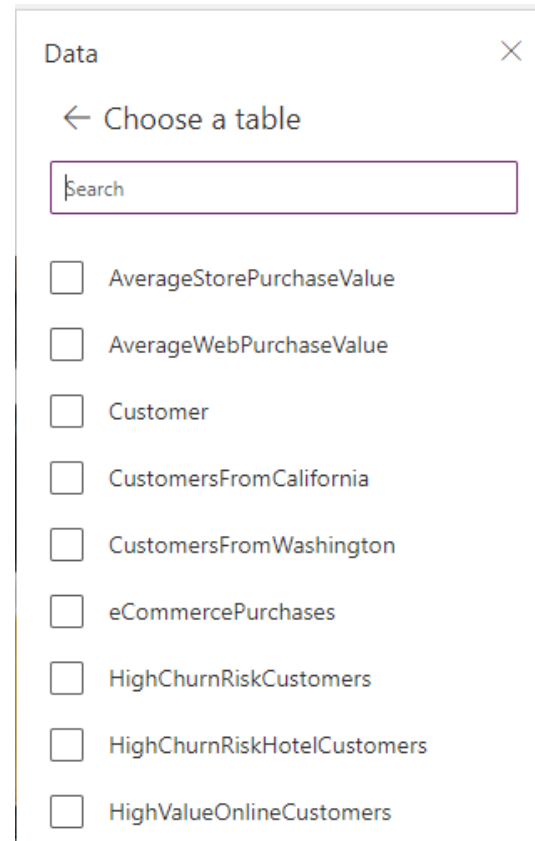 Data
Choose a table
Search
AverageStorePurchaseValue
AverageWebPurchaseValue
Customer
CustomersFromCalifornia
CustomersFromWashington
eCommercePurchases
HighChurnRiskCustomers
HighChurnRiskHotelCustomers
HighValueOnlineCustomers